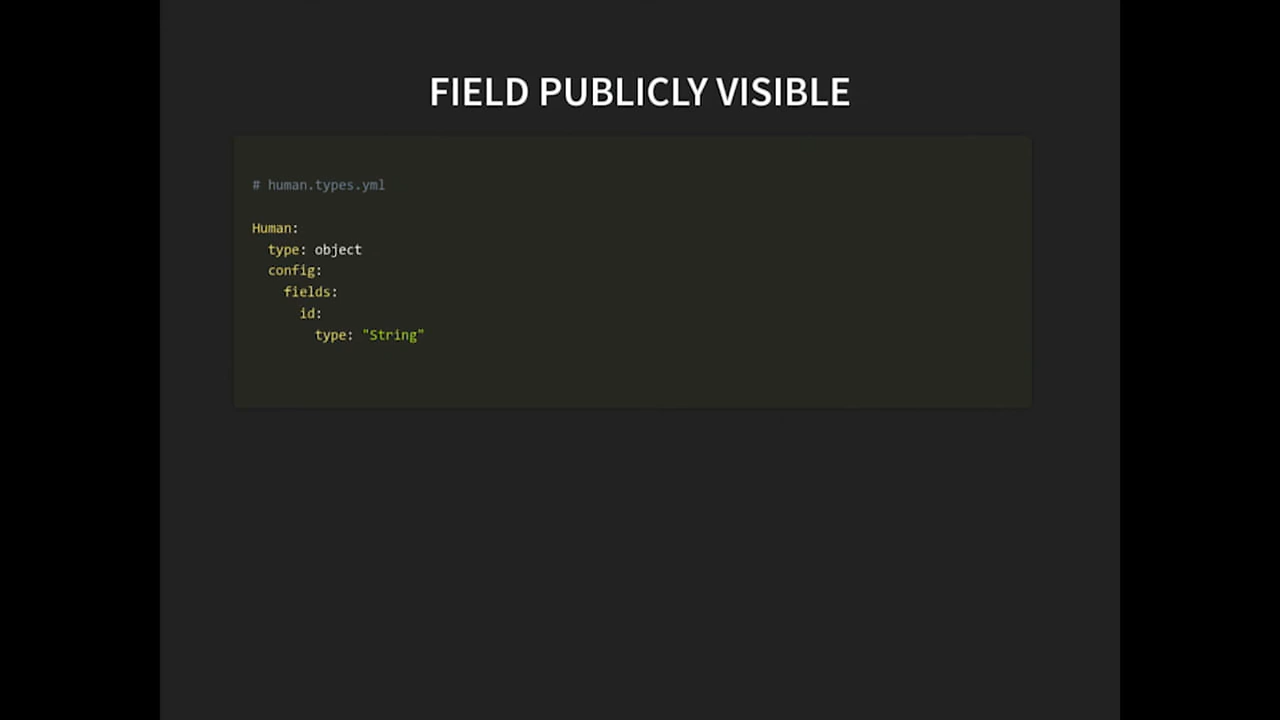 FIELD PUBLICLY VISIBLE
# human.types.yml
Human:
  type: object
  config:
    fields:
      id:
        type: "String"